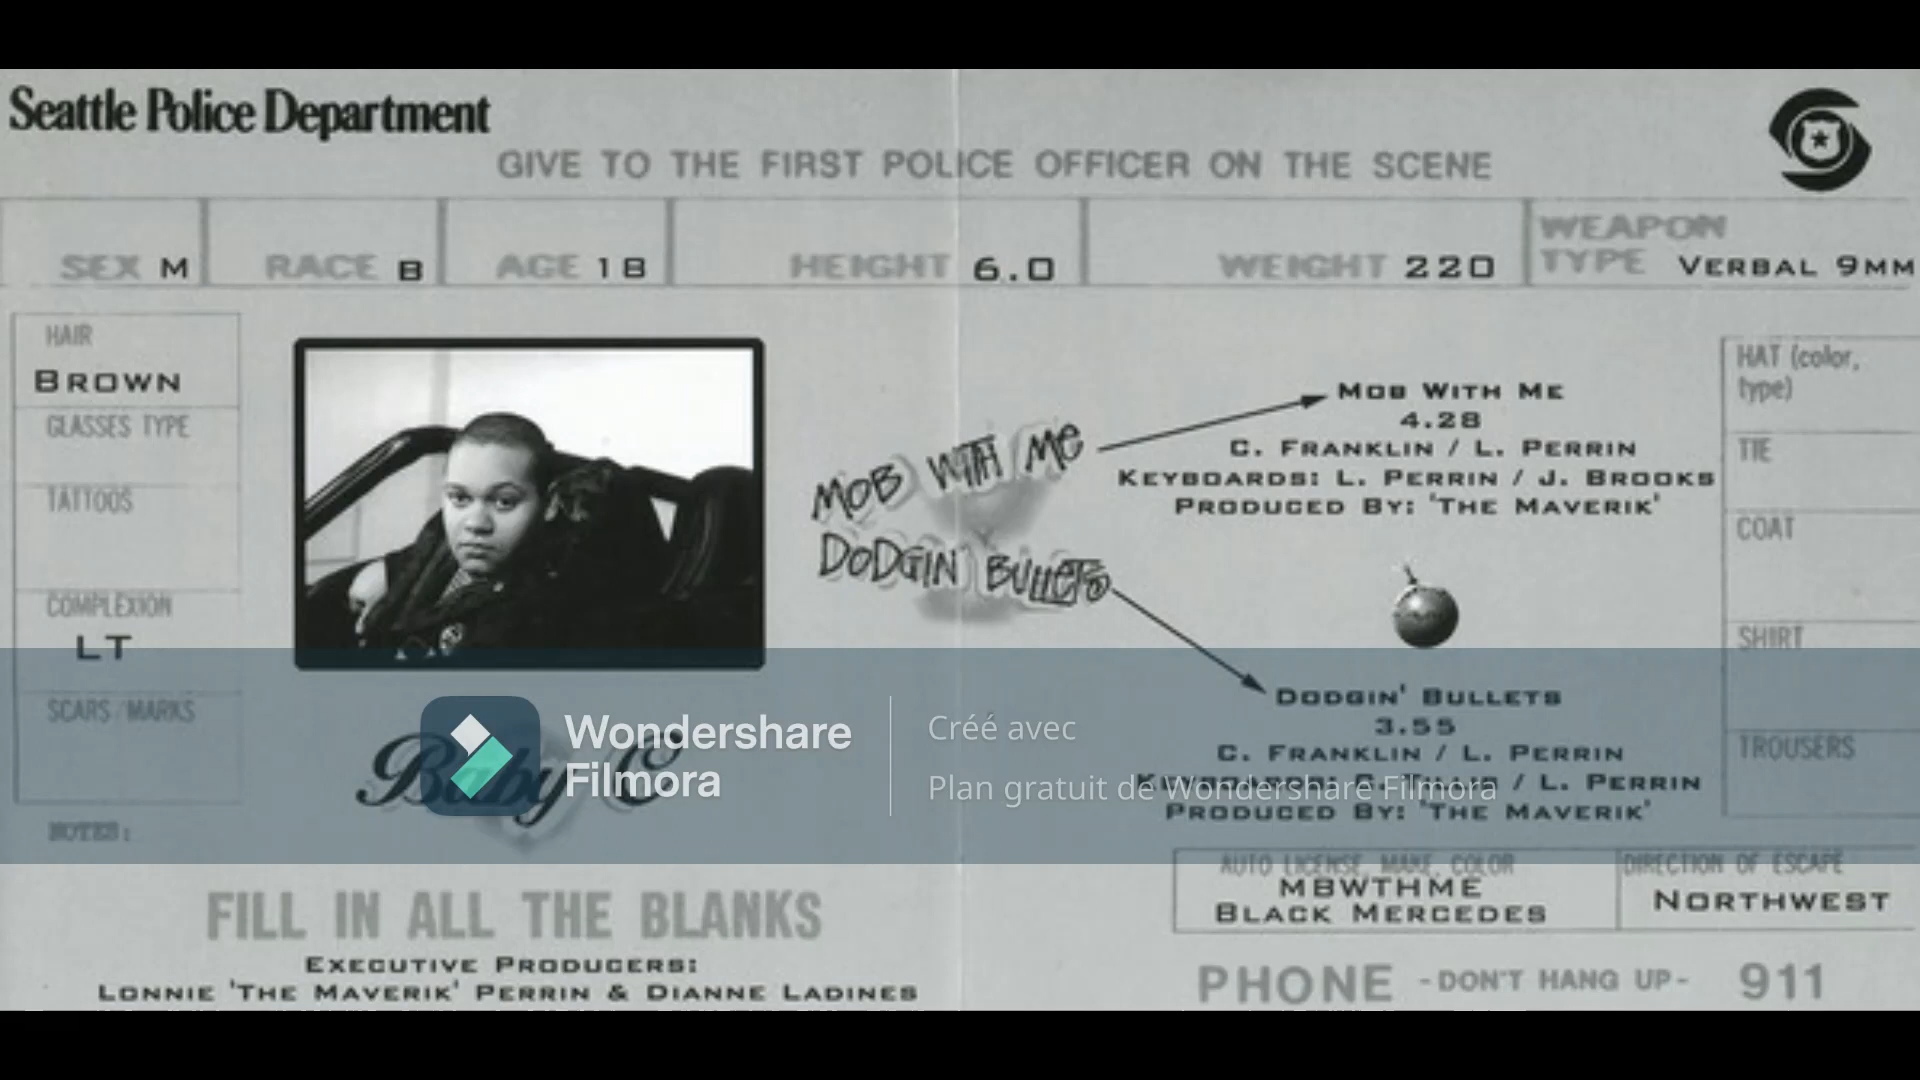 Seattle Police Department
GIVE TO THE FIRST POLICE OFFICER ON THE SCENE
SEX M
RACE B
AGE 18
HEIGHT 6.0
WEIGHT 220
WEAPON
TYPE VERBAL 9MM
HAIR
BROWN
GLASSES TYPE
TATTOOS
COMPLEXION
LT
SCARS/MARKS
NOTES:
MOB WITH ME
DODGIN BULLETS
MOB WITH ME
4.28
C. FRANKLIN / L. PERRIN
KEYBOARDS: L. PERRIN / J. BROOKS
PRODUCED BY: 'THE MAVERIK'
DODGIN' BULLETS
3.55
C. FRANKLIN / L. PERRIN
KEYBOARDS: C. TILLIS / L. PERRIN
PRODUCED BY: 'THE MAVERIK'
HAT (color,
type)
TIE
COAT
SHIRT
TROUSERS
Baby C
Wondershare
Filmora
Créé avec
Plan gratuit de Wondershare Filmora
AUTO LICENSE, MAKE, COLOR
MBWTHME
BLACK MERCEDES
DIRECTION OF ESCAPE
NORTHWEST
FILL IN ALL THE BLANKS
EXECUTIVE PRODUCERS:
LONNIE 'THE MAVERIK' PERRIN & DIANNE LADINES
PHONE -DON'T HANG UP- 911